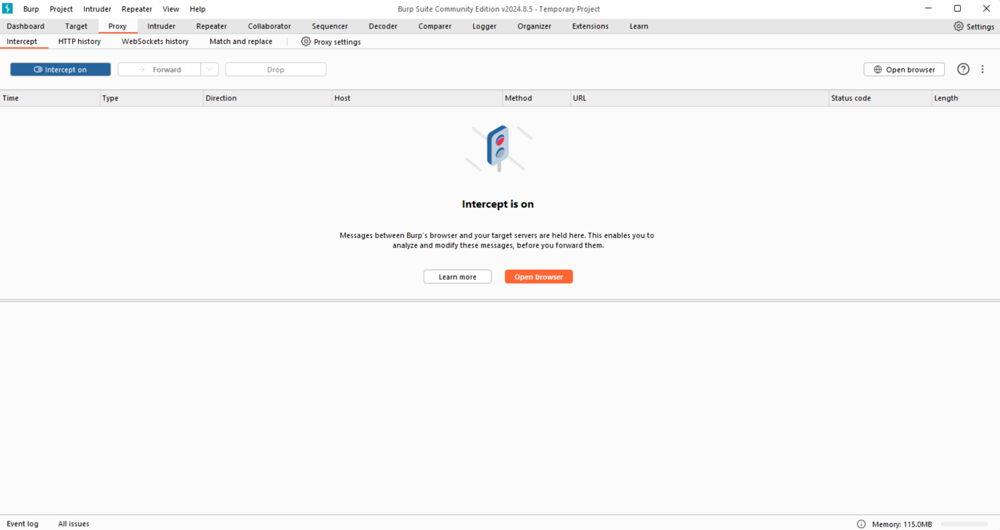 Burp Project Intruder Repeater View Help Burp Suite Community Edition v2024.8.5 - Temporary Project
Dashboard Target Proxy Intruder Repeater Collaborator Sequencer Decoder Comparer Logger Organizer Extensions Learn Settings
Intercept HTTP history WebSockets history Match and replace Proxy settings
Intercept on Forward Drop Open browser
Time Type Direction Host Method URL Status code Length
Intercept is on
Messages between Burp's browser and your target servers are held here. This enables you to
analyze and modify these messages, before you forward them.
Learn more Open browser
Event log All issues Memory: 115.0MB